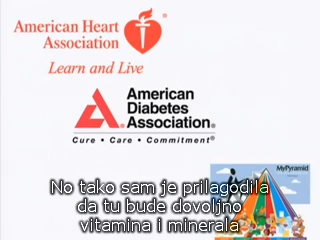 American Heart
Association
Learn and Live
American
Diabetes
Association®
Cure • Care • Commitment®
MyPyramid
No tako sam je prilagodila
da tu bude dovoljno
vitamina i minerala